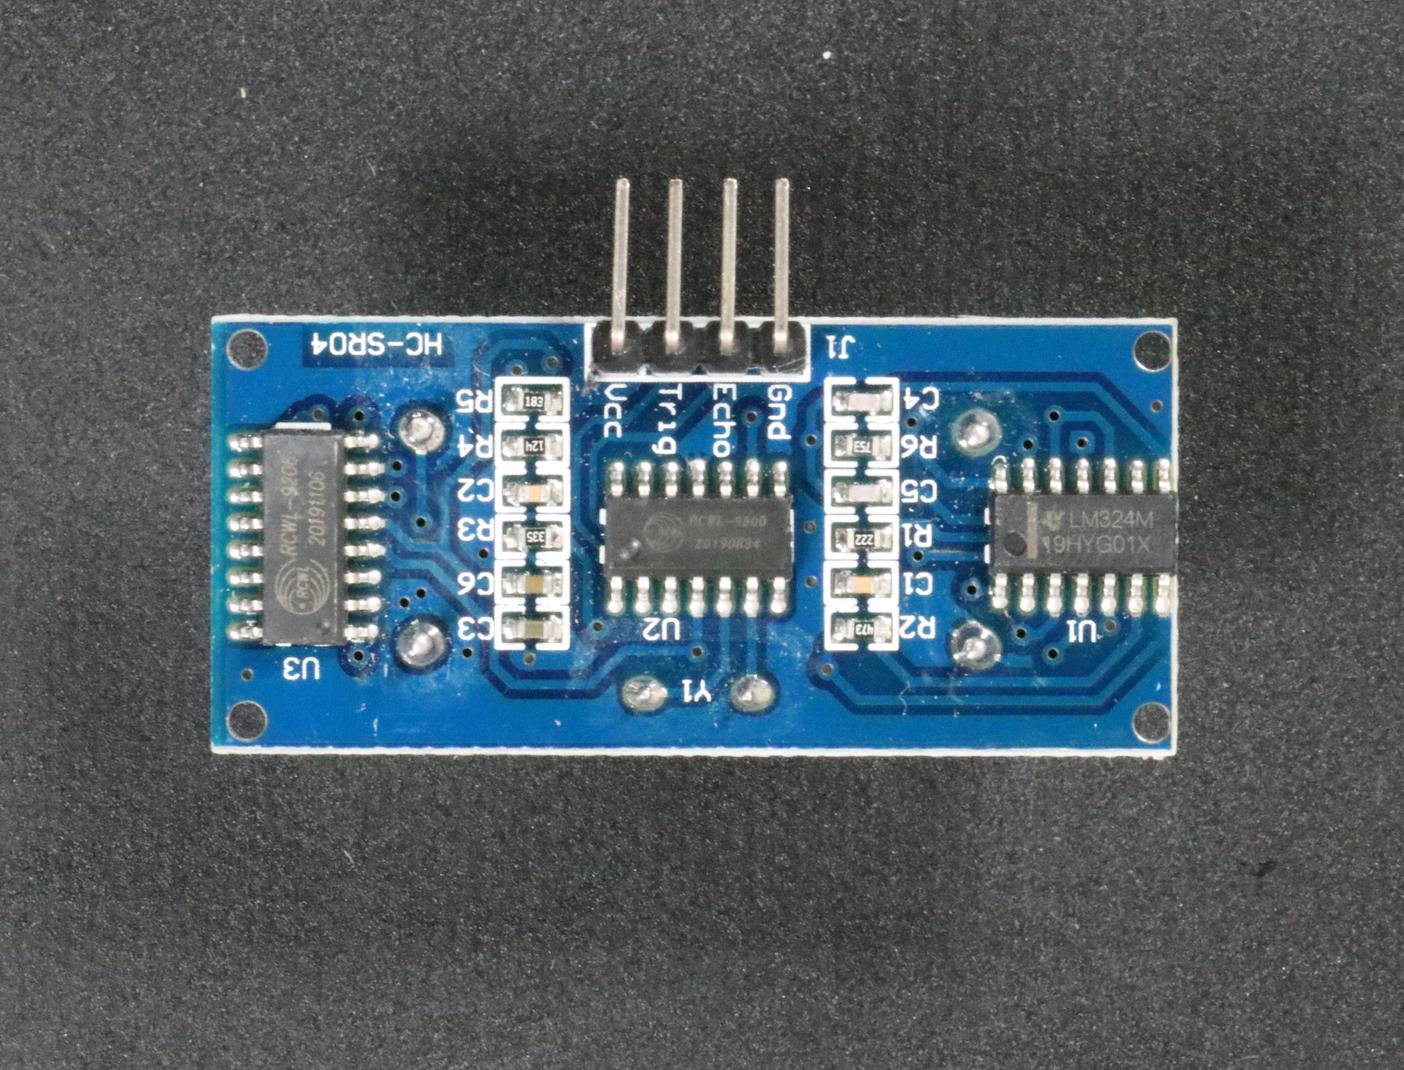 HC-SR04
J1
Vcc
Trig
Echo
Gnd
R5
183
R4
124
C2
R3
335
C6
C3
C4
R6
753
C5
R1
222
C1
R2
473
RCWL-9206
20191106
RCWL
U3
RCWL-9300
U2
LM324M
19HYG01X
U1
Y1